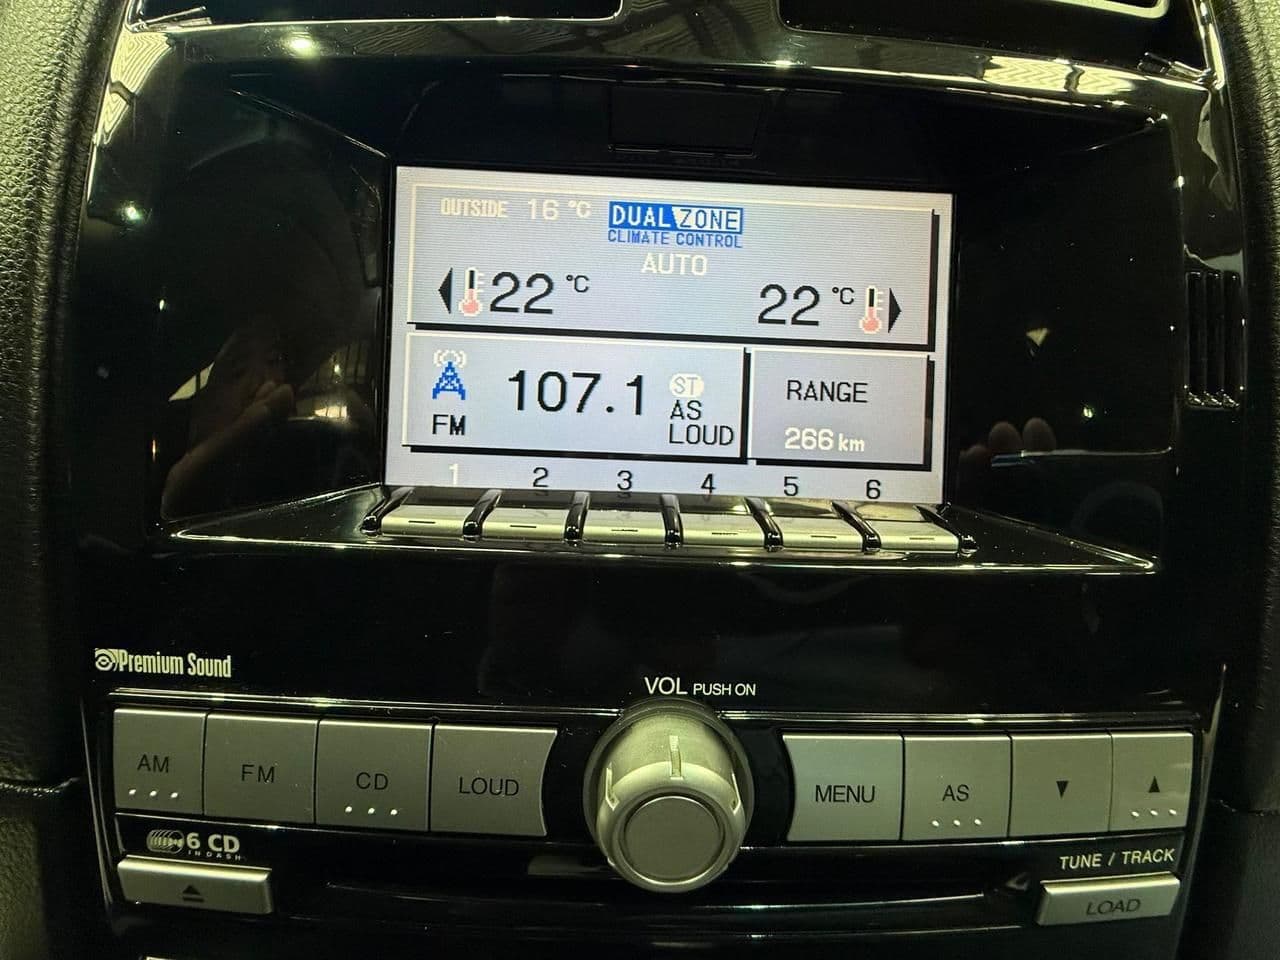 OUTSIDE 16 °C DUAL ZONE
CLIMATE CONTROL
AUTO
22 °C 22 °C
FM 107.1 ST
AS
LOUD
RANGE
266 km
1 2 3 4 5 6
Premium Sound
VOL PUSH ON
AM FM CD LOUD MENU AS ▼ ▲
6 CD
IN DASH
TUNE / TRACK
LOAD